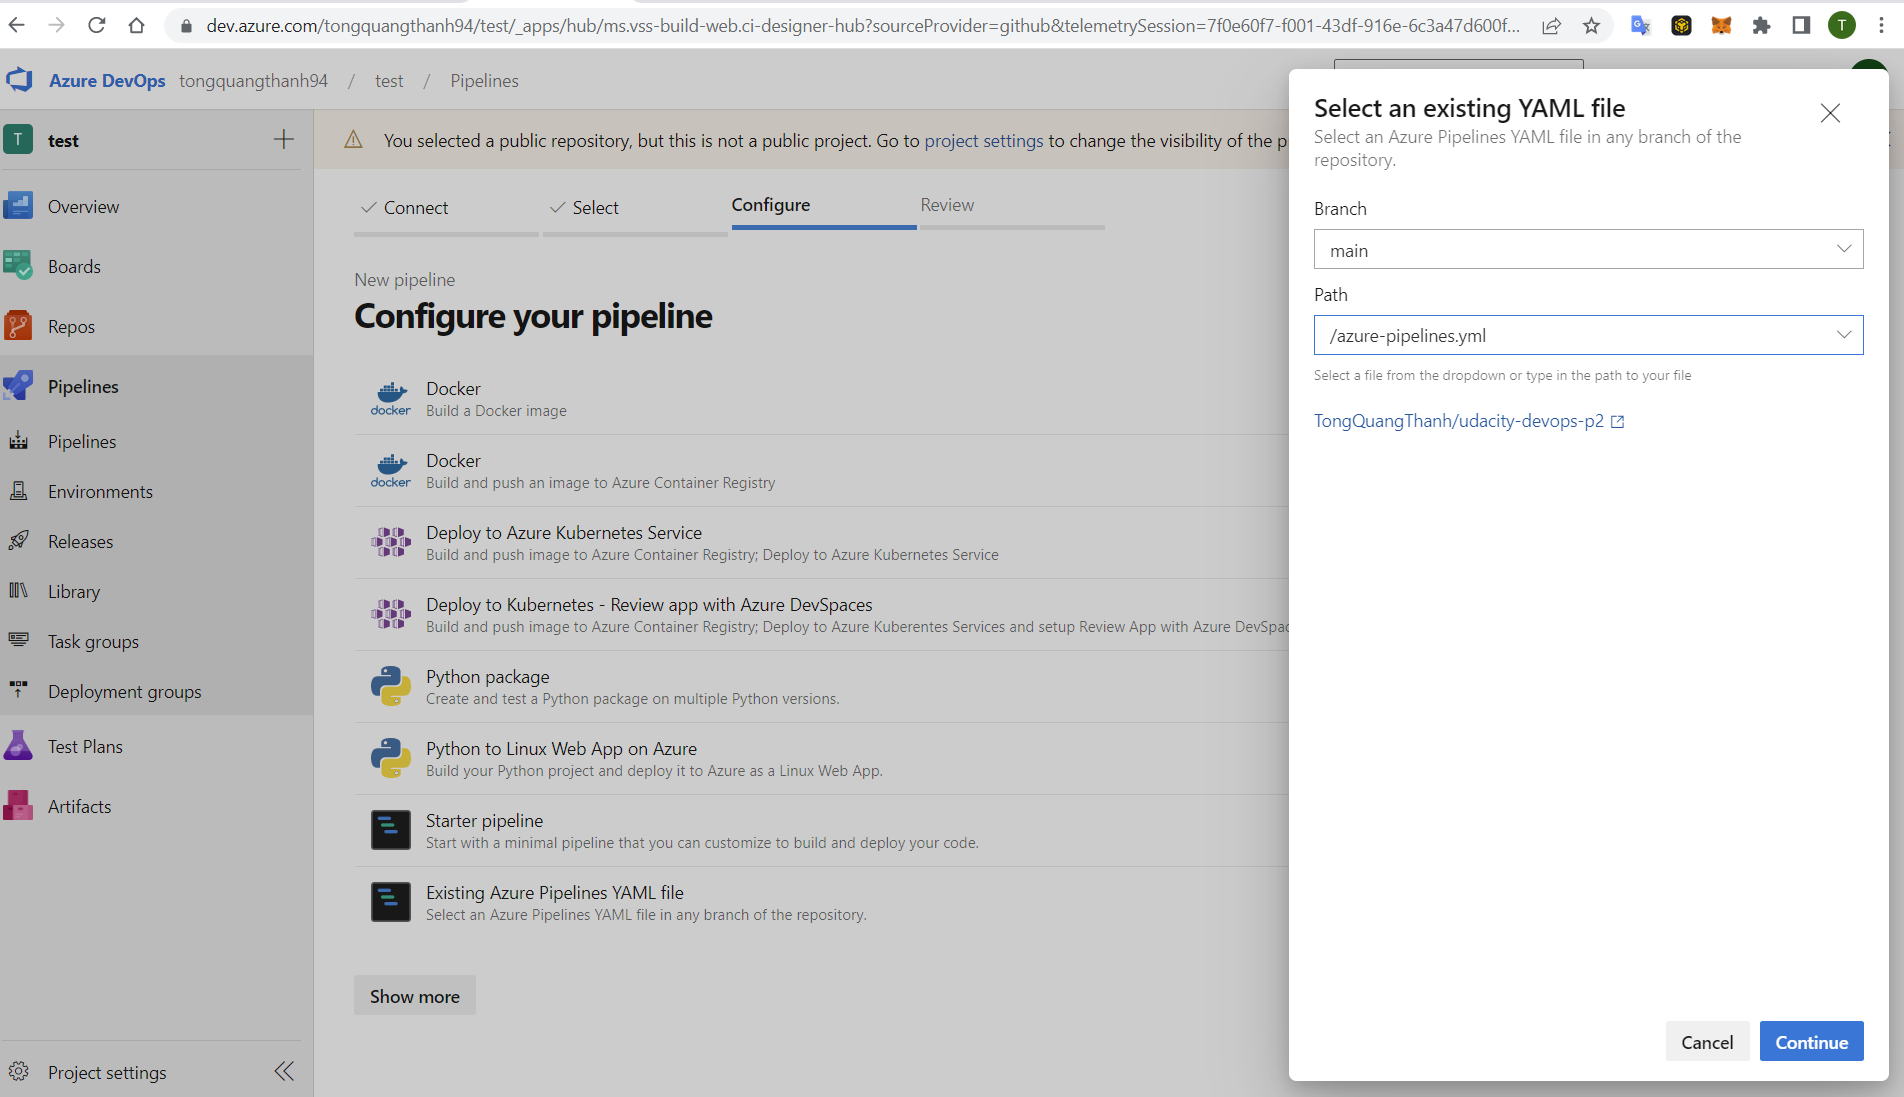 dev.azure.com/tongquangthanh94/test/_apps/hub/ms.vss-build-web.ci-designer-hub?sourceProvider=github&telemetrySession=7f0e60f7-f001-43df-916e-6c3a47d600f...
T
Azure DevOps tongquangthanh94 / test / Pipelines
T test
Overview
Boards
Repos
Pipelines
Pipelines
Environments
Releases
Library
Task groups
Deployment groups
Test Plans
Artifacts
Project settings
You selected a public repository, but this is not a public project. Go to project settings to change the visibility of the p
Connect
Select
Configure
Review
New pipeline
Configure your pipeline
docker
Docker
Build a Docker image
docker
Docker
Build and push an image to Azure Container Registry
Deploy to Azure Kubernetes Service
Build and push image to Azure Container Registry; Deploy to Azure Kubernetes Service
Deploy to Kubernetes - Review app with Azure DevSpaces
Build and push image to Azure Container Registry; Deploy to Azure Kuberentes Services and setup Review App with Azure DevSpac
Python package
Create and test a Python package on multiple Python versions.
Python to Linux Web App on Azure
Build your Python project and deploy it to Azure as a Linux Web App.
Starter pipeline
Start with a minimal pipeline that you can customize to build and deploy your code.
Existing Azure Pipelines YAML file
Select an Azure Pipelines YAML file in any branch of the repository.
Show more
Select an existing YAML file
Select an Azure Pipelines YAML file in any branch of the
repository.
Branch
main
Path
/azure-pipelines.yml
Select a file from the dropdown or type in the path to your file
TongQuangThanh/udacity-devops-p2
Cancel
Continue